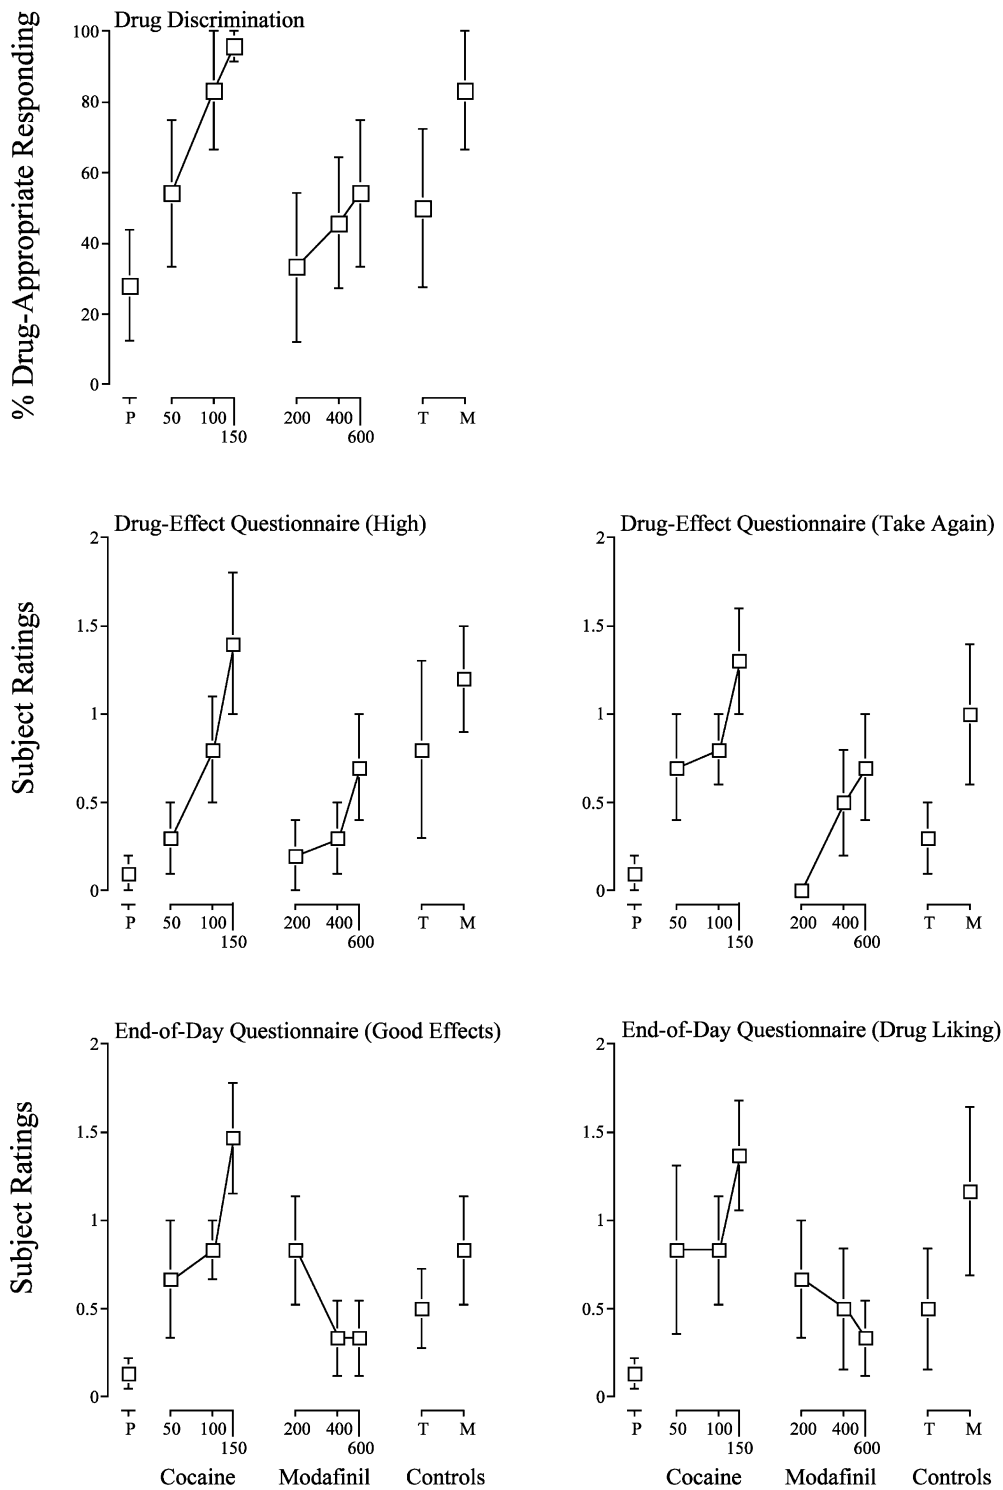 Drug Discrimination
% Drug-Appropriate Responding
100
80
60
40
20
0
P 50 100 200 400 T M
150 600
Drug-Effect Questionnaire (High)
Subject Ratings
2
1.5
1
0.5
0
P 50 100 200 400 T M
150 600
Drug-Effect Questionnaire (Take Again)
2
1.5
1
0.5
0
P 50 100 200 400 T M
150 600
End-of-Day Questionnaire (Good Effects)
Subject Ratings
2
1.5
1
0.5
0
P 50 100 200 400 T M
150 600
Cocaine Modafinil Controls
End-of-Day Questionnaire (Drug Liking)
2
1.5
1
0.5
0
P 50 100 200 400 T M
150 600
Cocaine Modafinil Controls